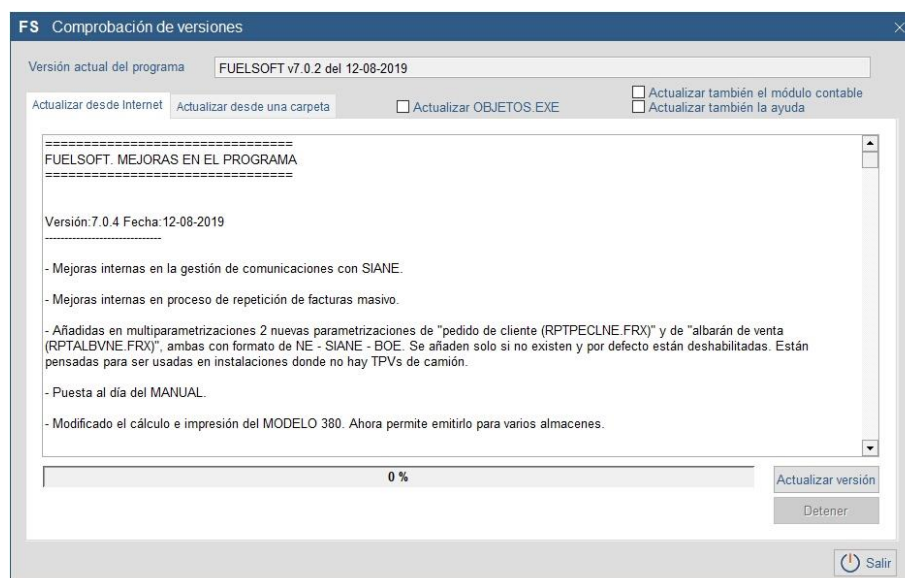 FS Comprobación de versiones
Versión actual del programa FUELSOFT v7.0.2 del 12-08-2019
Actualizar desde Internet Actualizar desde una carpeta Actualizar OBJETOS.EXE Actualizar también el módulo contable
Actualizar también la ayuda
================================
FUELSOFT. MEJORAS EN EL PROGRAMA
================================
Versión:7.0.4 Fecha:12-08-2019
------------------------------
- Mejoras internas en la gestión de comunicaciones con SIANE.
- Mejoras internas en proceso de repetición de facturas masivo.
- Añadidas en multiparametrizaciones 2 nuevas parametrizaciones de "pedido de cliente (RPTPECLNE.FRX)" y de "albarán de venta
(RPTALBVNE.FRX)", ambas con formato de NE - SIANE - BOE. Se añaden solo si no existen y por defecto están deshabilitadas. Están
pensadas para ser usadas en instalaciones donde no hay TPVs de camión.
- Puesta al día del MANUAL.
- Modificado el cálculo e impresión del MODELO 380. Ahora permite emitirlo para varios almacenes.
0 %
Actualizar versión
Detener
Salir